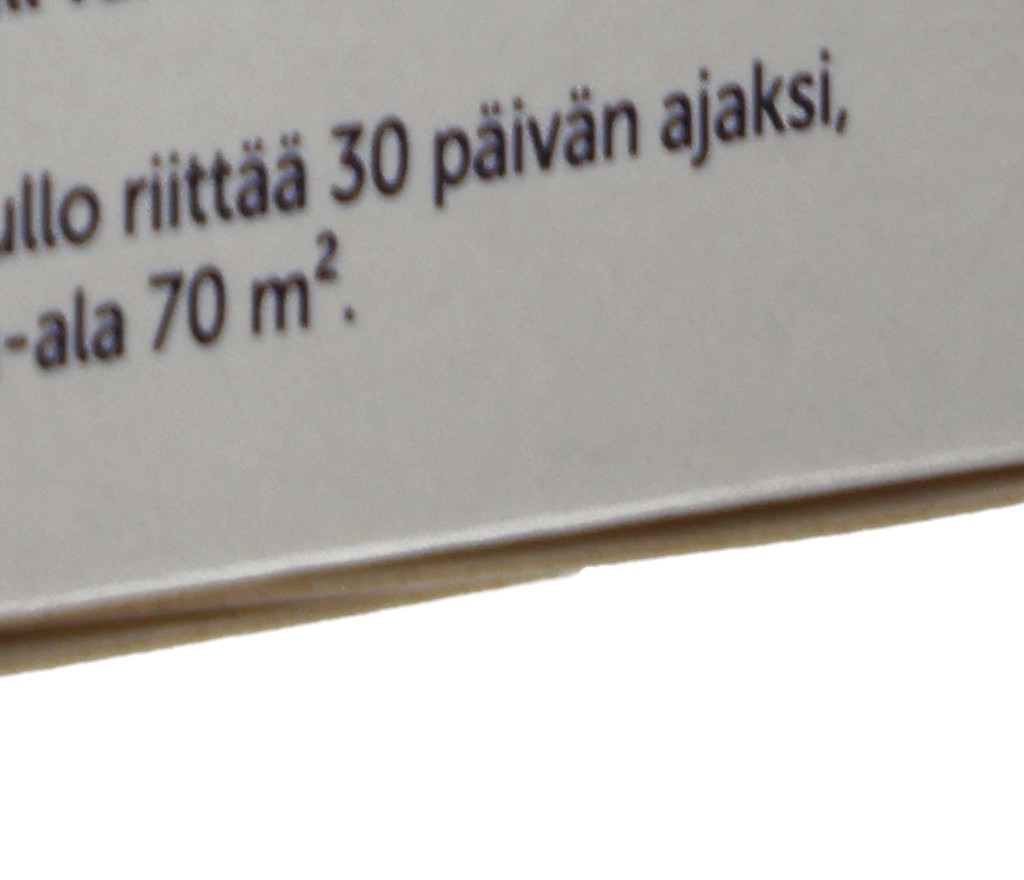 ullo riittää 30 päivän ajaksi,
-ala 70 m².